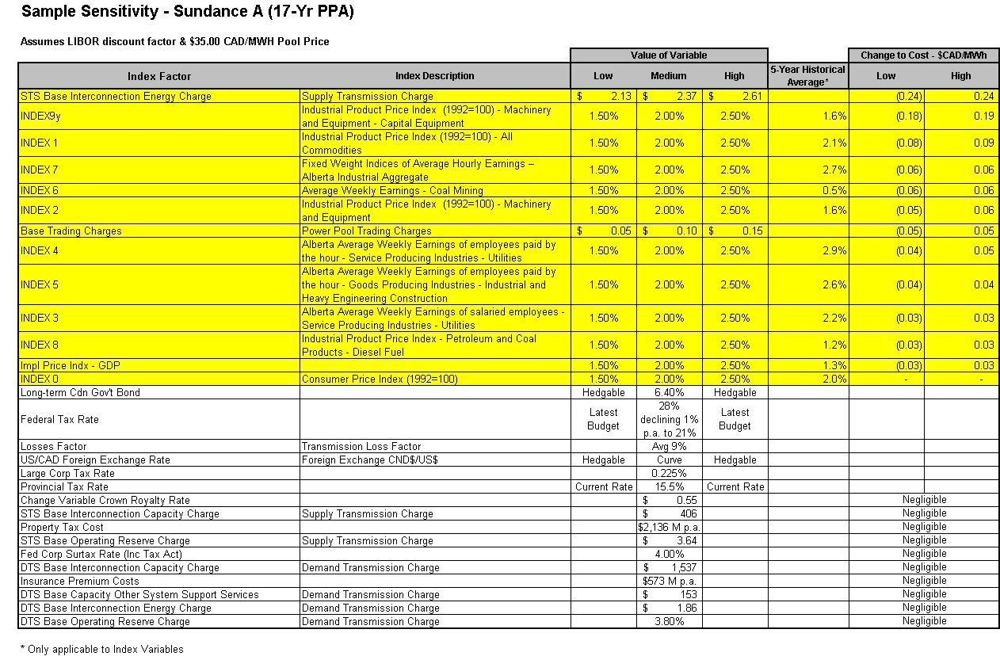 Sample Sensitivity - Sundance A (17-Yr PPA)
Assumes LIBOR discount factor & $35.00 CAD/MWH Pool Price
Value of Variable Change to Cost - $CAD/MWh
Index Factor Index Description Low Medium High 5-Year Historical Average* Low High
STS Base Interconnection Energy Charge Supply Transmission Charge $ 2.13 $ 2.37 $ 2.61 (0.24) 0.24
INDEX9y Industrial Product Price Index (1992=100) - Machinery
and Equipment - Capital Equipment 1.50% 2.00% 2.50% 1.6% (0.18) 0.19
INDEX 1 Industrial Product Price Index (1992=100) - All
Commodities 1.50% 2.00% 2.50% 2.1% (0.08) 0.09
INDEX 7 Fixed Weight Indices of Average Hourly Earnings –
Alberta Industrial Aggregate 1.50% 2.00% 2.50% 2.7% (0.06) 0.06
INDEX 6 Average Weekly Earnings - Coal Mining 1.50% 2.00% 2.50% 0.5% (0.06) 0.06
INDEX 2 Industrial Product Price Index (1992=100) - Machinery
and Equipment 1.50% 2.00% 2.50% 1.6% (0.05) 0.06
Base Trading Charges Power Pool Trading Charges $ 0.05 $ 0.10 $ 0.15 (0.05) 0.05
INDEX 4 Alberta Average Weekly Earnings of employees paid by
the hour - Service Producing Industries - Utilities 1.50% 2.00% 2.50% 2.9% (0.04) 0.05
INDEX 5 Alberta Average Weekly Earnings of employees paid by
the hour - Goods Producing Industries - Industrial and
Heavy Engineering Construction 1.50% 2.00% 2.50% 2.6% (0.04) 0.04
INDEX 3 Alberta Average Weekly Earnings of salaried employees -
Service Producing Industries - Utilities 1.50% 2.00% 2.50% 2.2% (0.03) 0.03
INDEX 8 Industrial Product Price Index - Petroleum and Coal
Products - Diesel Fuel 1.50% 2.00% 2.50% 1.2% (0.03) 0.03
Impl Price Indx - GDP 1.50% 2.00% 2.50% 1.3% (0.03) 0.03
INDEX 0 Consumer Price Index (1992=100) 1.50% 2.00% 2.50% 2.0% - -
Long-term Cdn Gov't Bond Hedgable 6.40% Hedgable
Federal Tax Rate Latest Budget 28% declining 1% p.a. to 21% Latest Budget
Losses Factor Transmission Loss Factor Avg 9%
US/CAD Foreign Exchange Rate Foreign Exchange CND$/US$ Hedgable Curve Hedgable
Large Corp Tax Rate 0.225%
Provincial Tax Rate Current Rate 15.5% Current Rate
Change Variable Crown Royalty Rate $ 0.55 Negligible
STS Base Interconnection Capacity Charge Supply Transmission Charge $ 406 Negligible
Property Tax Cost $2,136 M p.a. Negligible
STS Base Operating Reserve Charge Supply Transmission Charge $ 3.64 Negligible
Fed Corp Surtax Rate (Inc Tax Act) 4.00% Negligible
DTS Base Interconnection Capacity Charge Demand Transmission Charge $ 1,537 Negligible
Insurance Premium Costs $573 M p.a. Negligible
DTS Base Capacity Other System Support Services Demand Transmission Charge $ 153 Negligible
DTS Base Interconnection Energy Charge Demand Transmission Charge $ 1.86 Negligible
DTS Base Operating Reserve Charge Demand Transmission Charge 3.80% Negligible
* Only applicable to Index Variables